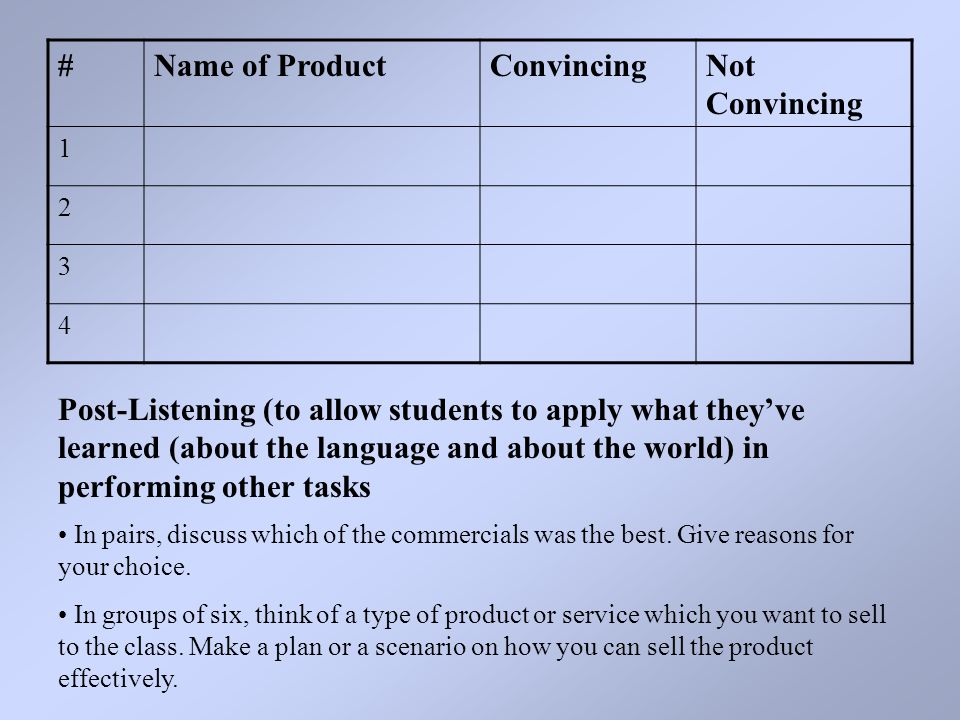 # Name of Product Convincing Not Convincing
1
2
3
4
Post-Listening (to allow students to apply what they’ve
learned (about the language and about the world) in
performing other tasks
• In pairs, discuss which of the commercials was the best. Give reasons for
your choice.
• In groups of six, think of a type of product or service which you want to sell
to the class. Make a plan or a scenario on how you can sell the product
effectively.